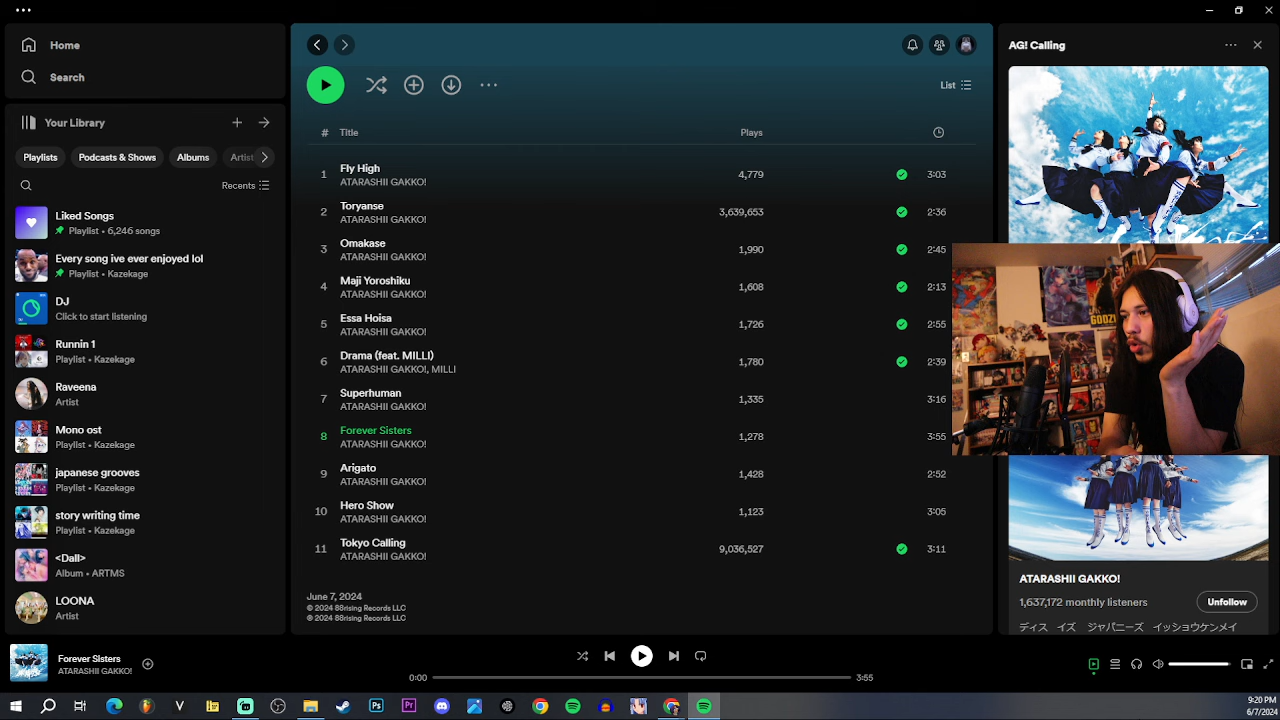 Home
Search
Your Library
Playlists
Podcasts & Shows
Albums
Artist
Recents
Liked Songs
Playlist • 6,246 songs
Every song ive ever enjoyed lol
Playlist • Kazekage
DJ
Click to start listening
Runnin 1
Playlist • Kazekage
Raveena
Artist
Mono ost
Playlist • Kazekage
japanese grooves
Playlist • Kazekage
story writing time
Playlist • Kazekage
<Dall>
Album • ARTMS
LOONA
Artist
List
# Title Plays
1 Fly High 4,779 3:03
ATARASHII GAKKO!
2 Toryanse 3,639,653 2:36
ATARASHII GAKKO!
3 Omakase 1,990 2:45
ATARASHII GAKKO!
4 Maji Yoroshiku 1,608 2:13
ATARASHII GAKKO!
5 Essa Hoisa 1,726 2:55
ATARASHII GAKKO!
6 Drama (feat. MILLI) 1,780 2:39
ATARASHII GAKKO!, MILLI
7 Superhuman 1,335 3:16
ATARASHII GAKKO!
8 Forever Sisters 1,278 3:55
ATARASHII GAKKO!
9 Arigato 1,428 2:52
ATARASHII GAKKO!
10 Hero Show 1,123 3:05
ATARASHII GAKKO!
11 Tokyo Calling 9,036,527 3:11
ATARASHII GAKKO!
June 7, 2024
© 2024 88rising Records LLC
℗ 2024 88rising Records LLC
AG! Calling
GODZI
ATARASHII GAKKO!
1,637,172 monthly listeners
Unfollow
ディス イズ ジャパニーズ イッショウケンメイ
Forever Sisters
ATARASHII GAKKO!
0:00
3:55
Ps
Pr
9:20 PM
6/7/2024